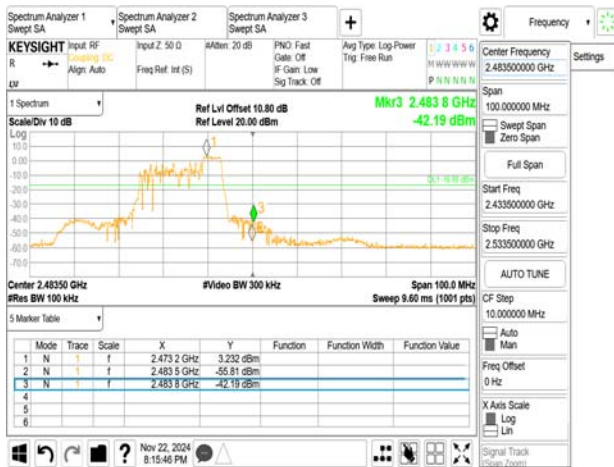 Spectrum Analyzer 1
Swept SA
Spectrum Analyzer 2
Swept SA
Spectrum Analyzer 3
Swept SA
+
Frequency
KEYSIGHT
R
Input: RF
Coupling: DC
Align: Auto
Input Z: 50 Ω
Freq Ref: Int (S)
#Atten: 20 dB
PNO: Fast
Gate: Off
IF Gain: Low
Sig Track: Off
Avg Type: Log-Power
Trig: Free Run
1 2 3 4 5 6
M W W W W W
P N N N N N
1 Spectrum
Scale/Div 10 dB
Log
Ref Lvl Offset 10.80 dB
Ref Level 20.00 dBm
Mkr3 2.483 8 GHz
-42.19 dBm
10.0
0.00
-10.0
-20.0
-30.0
-40.0
-50.0
-60.0
-70.0
1
3
Center 2.48350 GHz
#Res BW 100 kHz
#Video BW 300 kHz
Span 100.0 MHz
Sweep 9.60 ms (1001 pts)
5 Marker Table
Mode Trace Scale X Y Function Function Width Function Value
1 N 1 f 2.473 2 GHz 3.232 dBm
2 N 1 f 2.483 5 GHz -55.81 dBm
3 N 1 f 2.483 8 GHz -42.19 dBm
4
5
6
Nov 22, 2024
8:15:46 PM
Center Frequency
2.483500000 GHz
Settings
Span
100.000000 MHz
Swept Span
Zero Span
Full Span
Start Freq
2.433500000 GHz
Stop Freq
2.533500000 GHz
AUTO TUNE
CF Step
10.000000 MHz
Auto
Man
Freq Offset
0 Hz
X Axis Scale
Log
Lin
Signal Track
(Span Zoom)